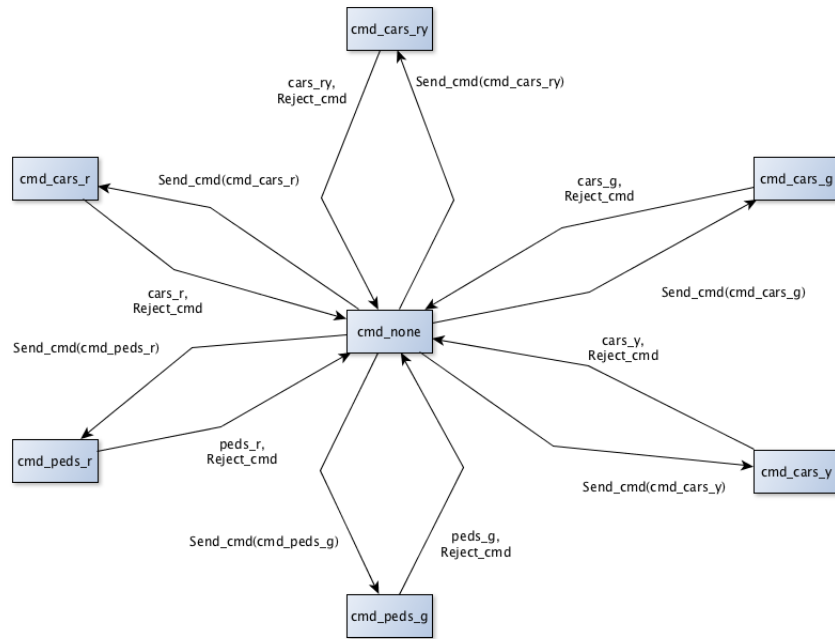 cmd_cars_ry
cars_ry,
Reject_cmd
Send_cmd(cmd_cars_ry)
cmd_cars_r
Send_cmd(cmd_cars_r)
cars_g,
Reject_cmd
cmd_cars_g
cars_r,
Reject_cmd
Send_cmd(cmd_cars_g)
cmd_none
Send_cmd(cmd_peds_r)
cars_y,
Reject_cmd
cmd_peds_r
peds_r,
Reject_cmd
cmd_cars_y
Send_cmd(cmd_cars_y)
Send_cmd(cmd_peds_g)
peds_g,
Reject_cmd
cmd_peds_g